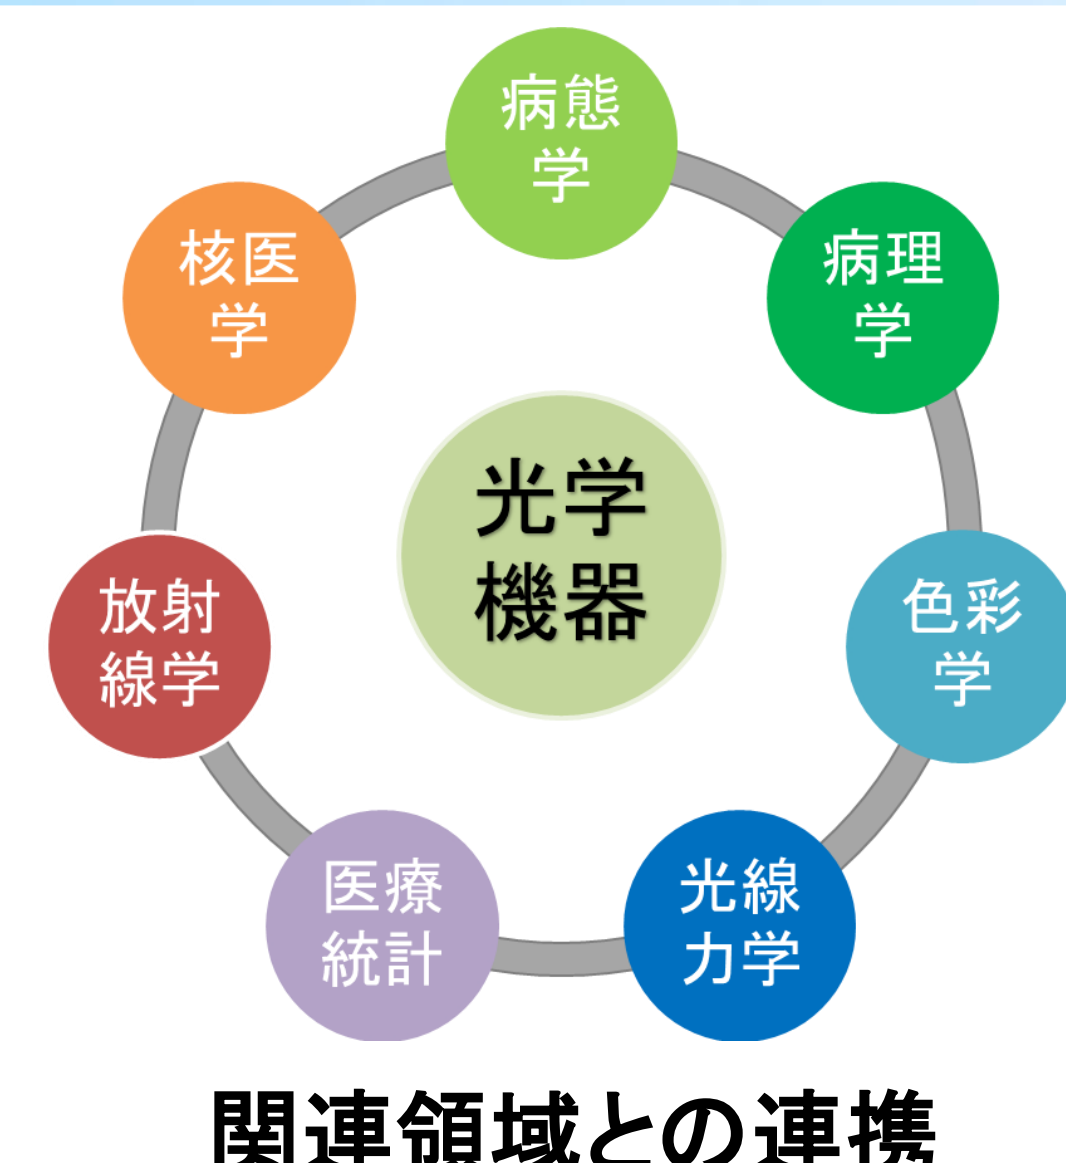 病態
学
病理
学
色彩
学
光線
力学
医療
統計
放射
線学
核医
学
光学
機器
関連領域との連携